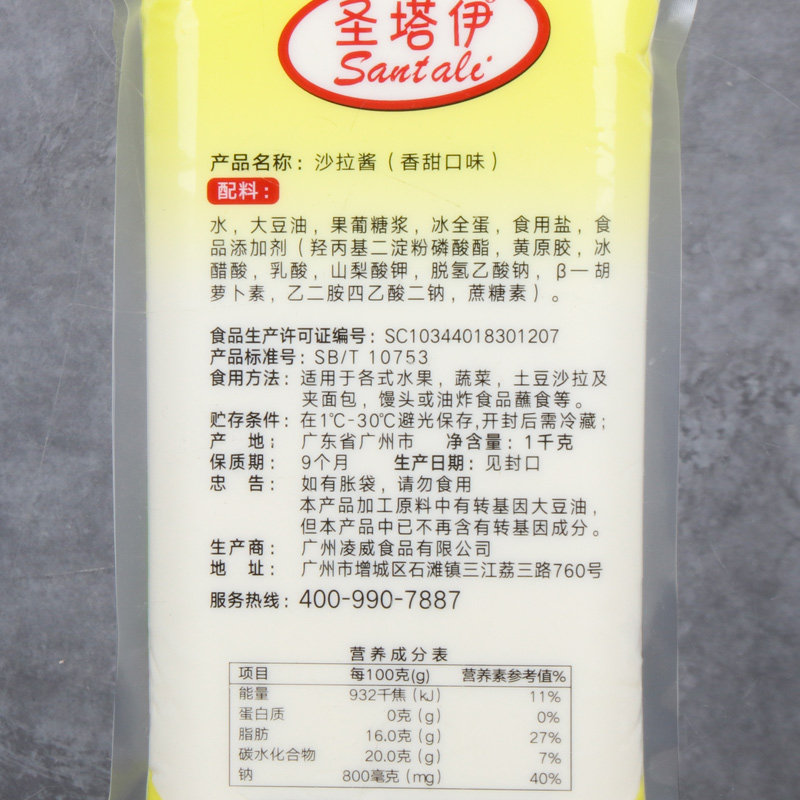 圣塔伊
®
Santali
产品名称：沙拉酱（香甜口味）
配料：
水，大豆油，果葡糖浆，冰全蛋，食用盐，食
品添加剂（羟丙基二淀粉磷酸酯，黄原胶，冰
醋酸，乳酸，山梨酸钾，脱氢乙酸钠，β－胡
萝卜素，乙二胺四乙酸二钠，蔗糖素）。
食品生产许可证编号：SC10344018301207
产品标准号：SB/T 10753
食用方法：适用于各式水果，蔬菜，土豆沙拉及
夹面包，馒头或油炸食品蘸食等。
贮存条件：在1℃-30℃避光保存,开封后需冷藏；
产 地：广东省广州市 净含量：1千克
保质期：9个月 生产日期：见封口
忠 告：如有胀袋，请勿食用
本产品加工原料中有转基因大豆油，
但本产品中已不再含有转基因成分。
生产商：广州凌威食品有限公司
地 址：广州市增城区石滩镇三江荔三路760号
服务热线：400-990-7887
营养成分表
项目 每100克(g) 营养素参考值%
能量 932千焦（kJ） 11%
蛋白质 0克（g） 0%
脂肪 16.0克（g） 27%
碳水化合物 20.0克（g） 7%
钠 800毫克（mg） 40%